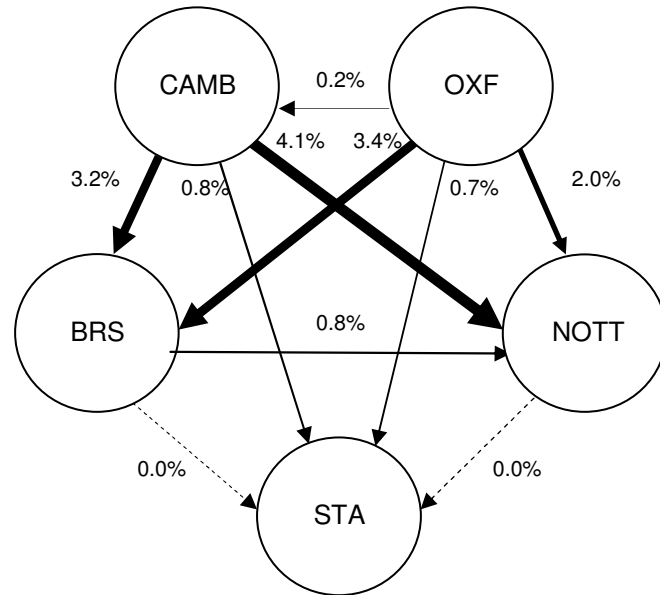 CAMB
OXF
0.2%
4.1%
3.4%
3.2%
0.8%
0.7%
2.0%
BRS
0.8%
NOTT
0.0%
0.0%
STA